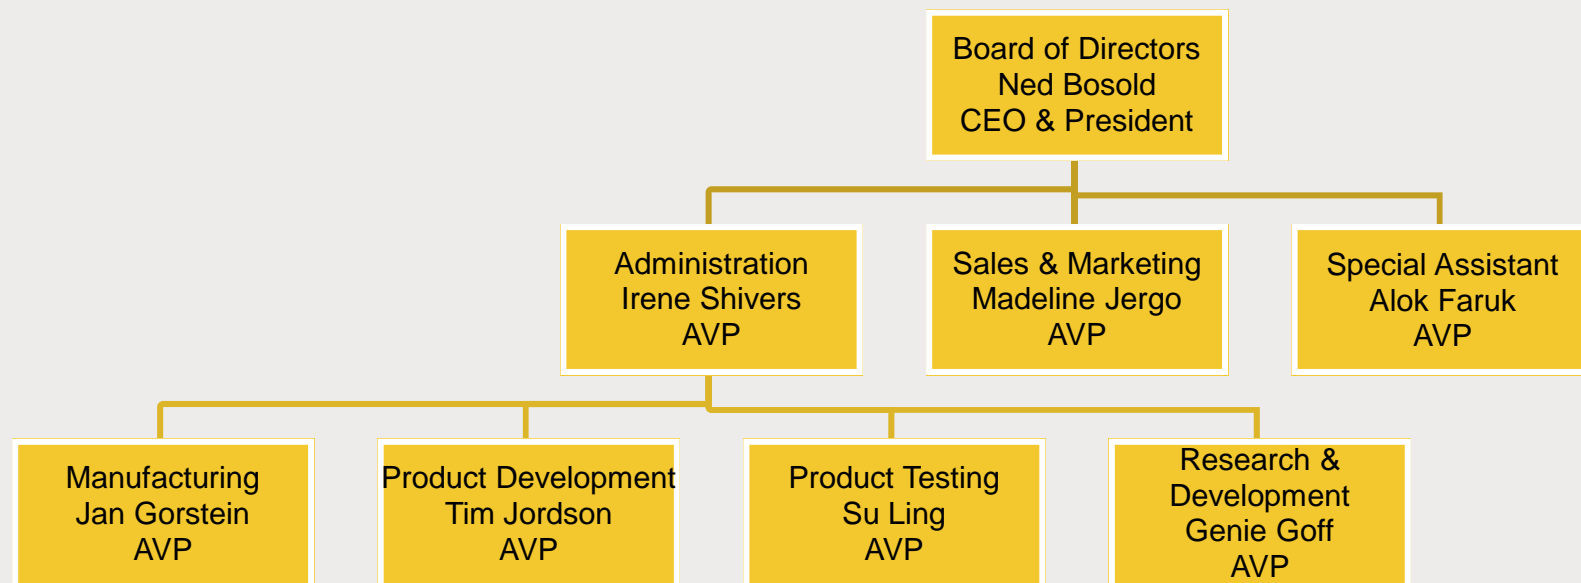 Board of Directors
Ned Bosold
CEO & President
Administration
Irene Shivers
AVP
Sales & Marketing
Madeline Jergo
AVP
Special Assistant
Alok Faruk
AVP
Manufacturing
Jan Gorstein
AVP
Product Development
Tim Jordson
AVP
Product Testing
Su Ling
AVP
Research &
Development
Genie Goff
AVP